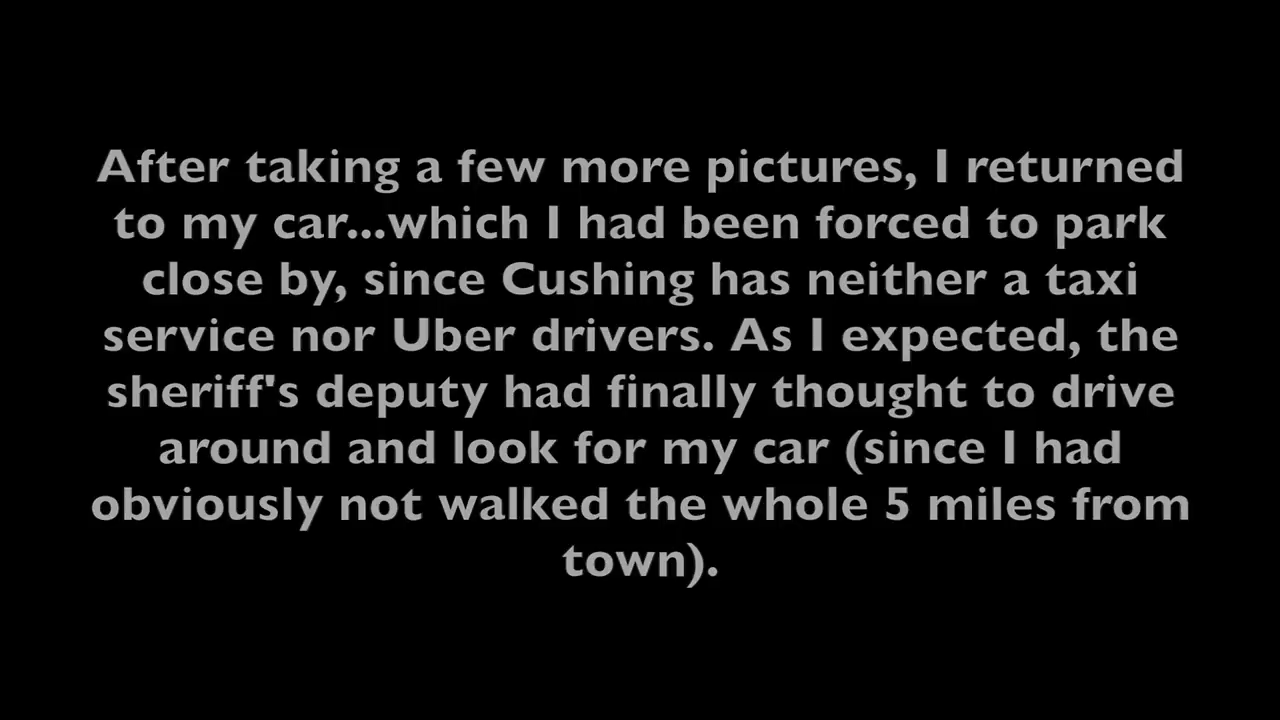 After taking a few more pictures, I returned
to my car...which I had been forced to park
close by, since Cushing has neither a taxi
service nor Uber drivers. As I expected, the
sheriff's deputy had finally thought to drive
around and look for my car (since I had
obviously not walked the whole 5 miles from
town).